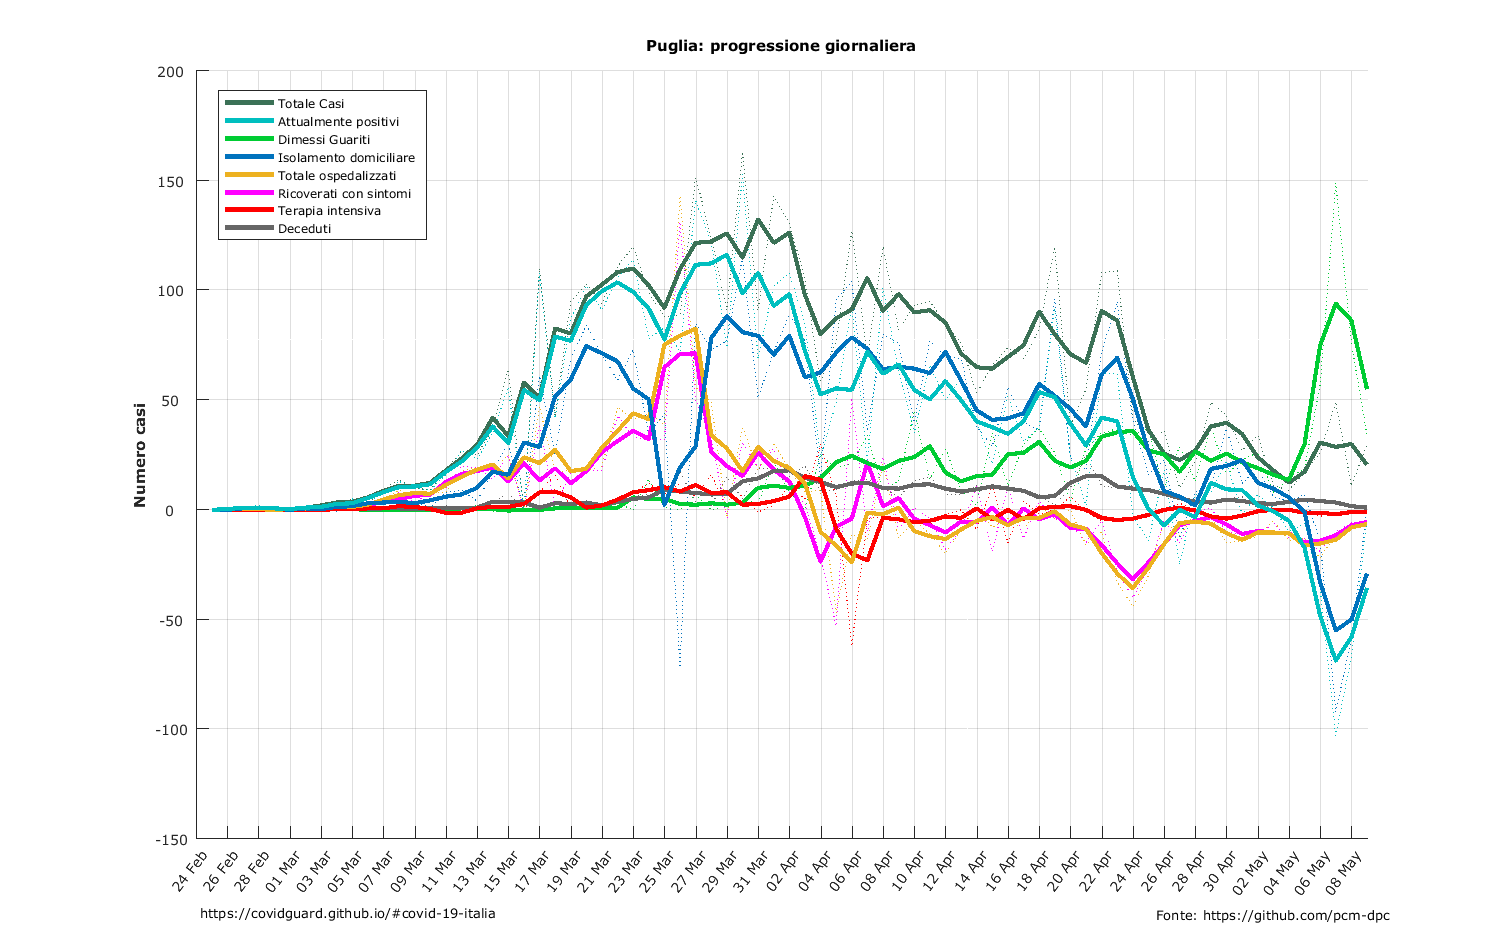 Puglia: progressione giornaliera
200
150
100
50
0
-50
-100
-150
Numero casi
Totale Casi
Attualmente positivi
Dimessi Guariti
Isolamento domiciliare
Totale ospedalizzati
Ricoverati con sintomi
Terapia intensiva
Deceduti
24 Feb
26 Feb
28 Feb
01 Mar
03 Mar
05 Mar
07 Mar
09 Mar
11 Mar
13 Mar
15 Mar
17 Mar
19 Mar
21 Mar
23 Mar
25 Mar
27 Mar
29 Mar
31 Mar
02 Apr
04 Apr
06 Apr
08 Apr
10 Apr
12 Apr
14 Apr
16 Apr
18 Apr
20 Apr
22 Apr
24 Apr
26 Apr
28 Apr
30 Apr
02 May
04 May
06 May
08 May
https://covidguard.github.io/#covid-19-italia
Fonte: https://github.com/pcm-dpc